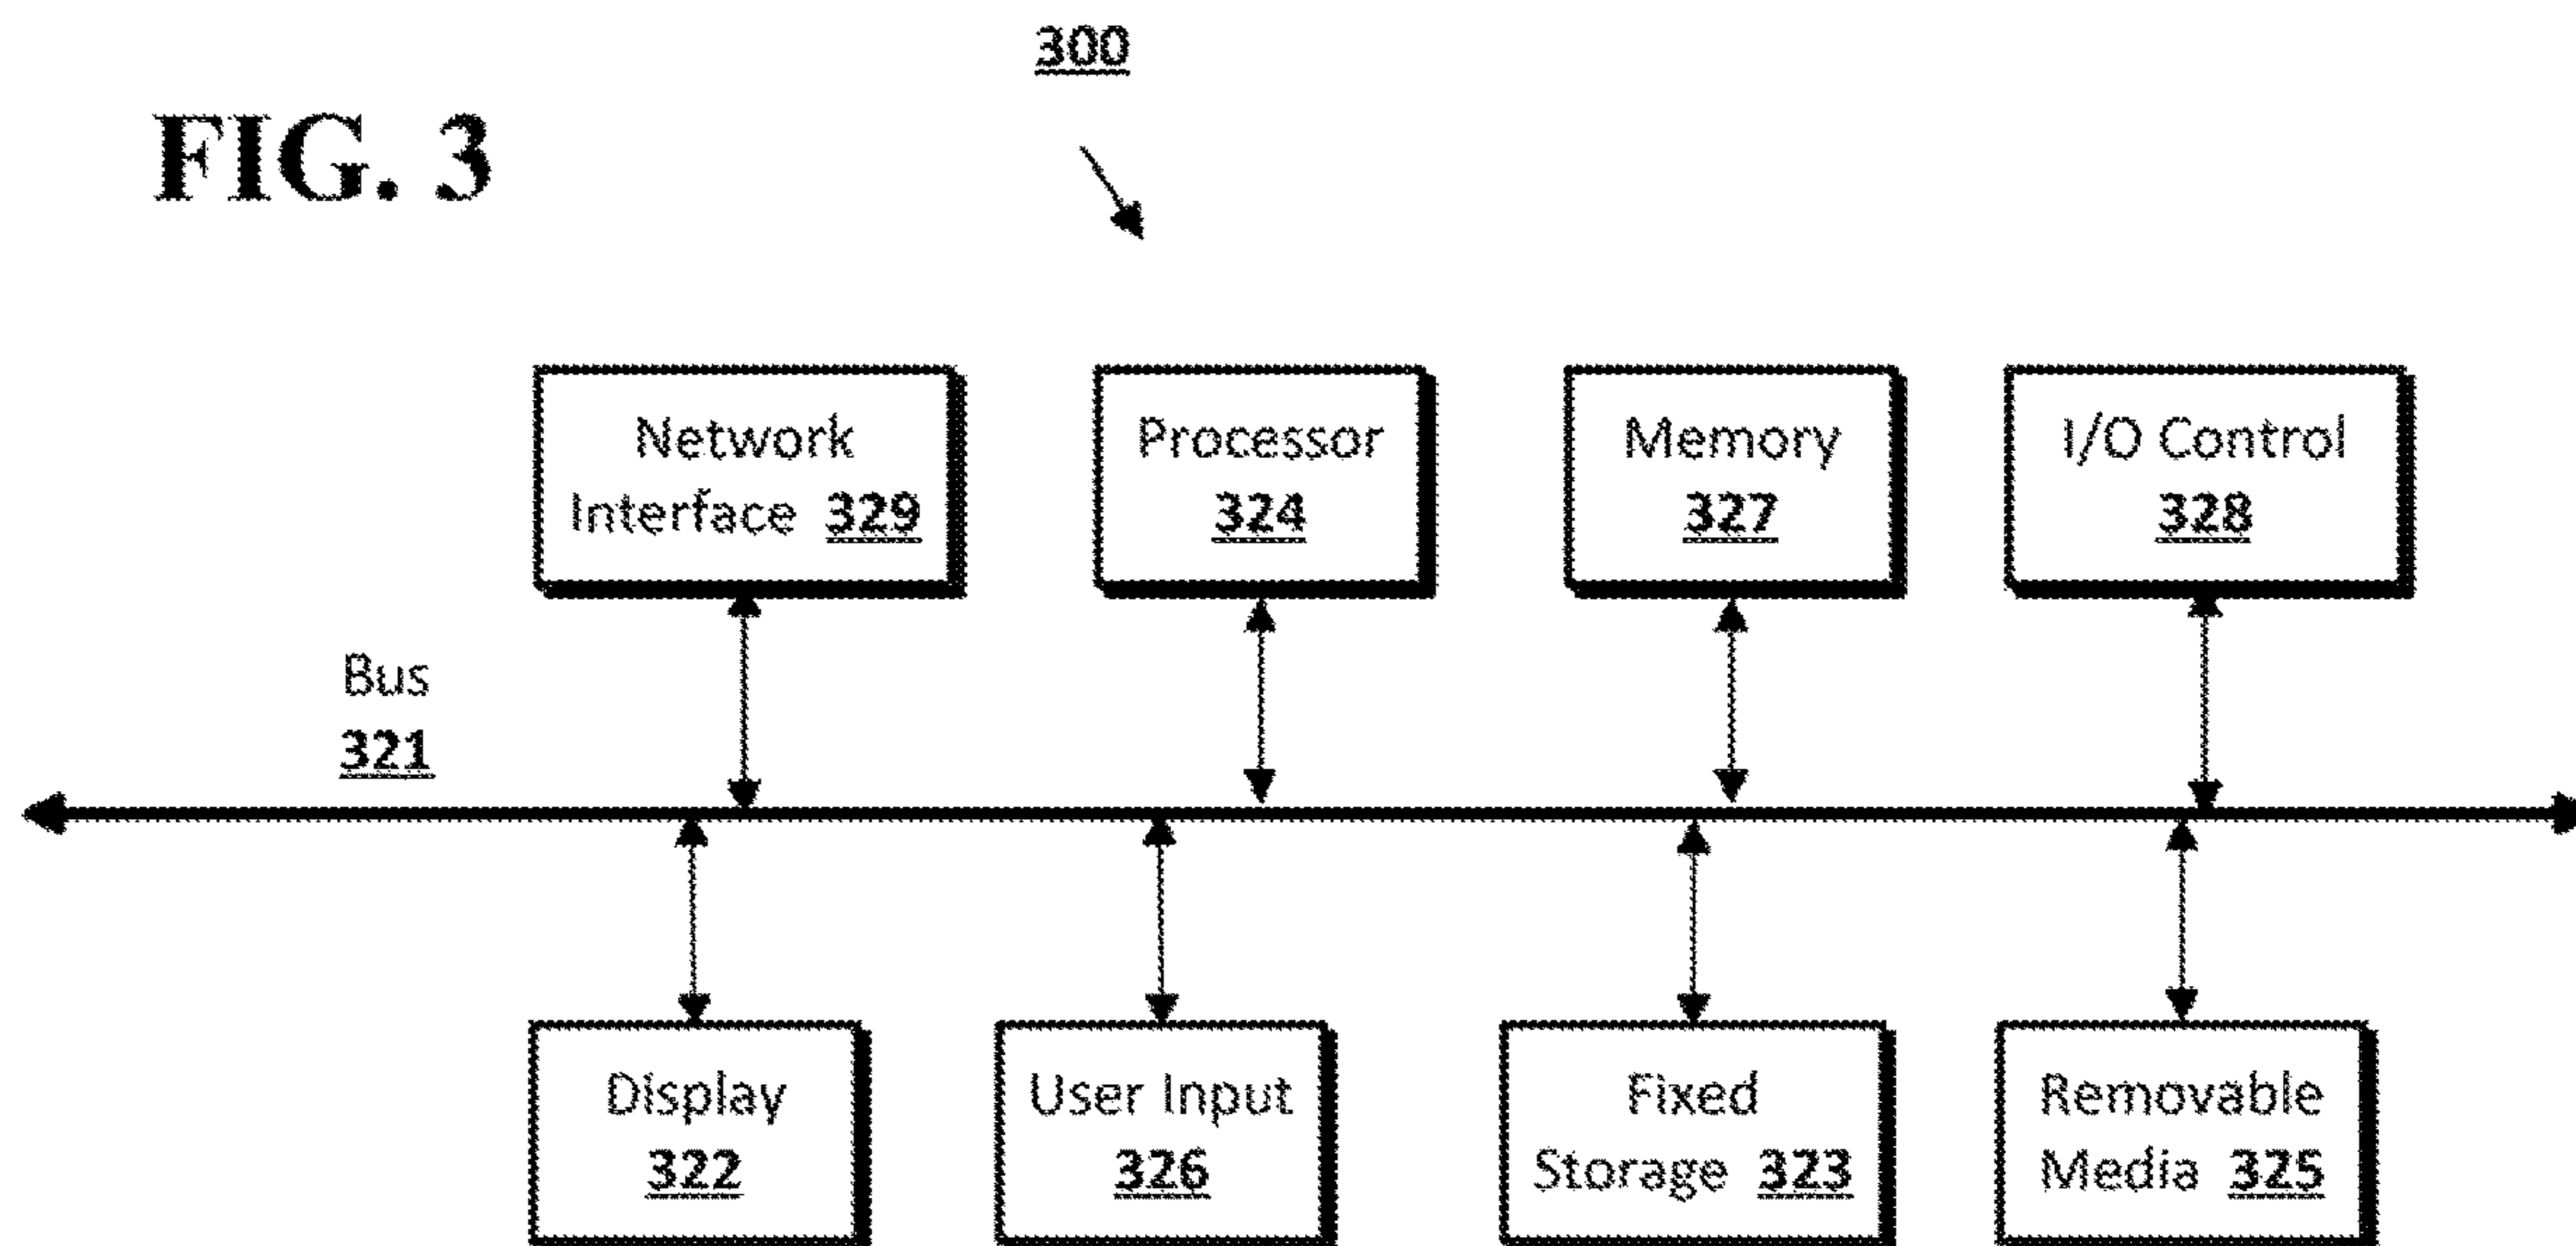 300
FIG. 3
Network
Interface 329
Processor
324
Memory
327
I/O Control
328
Bus
321
Display
322
User Input
326
Fixed
Storage 323
Removable
Media 325